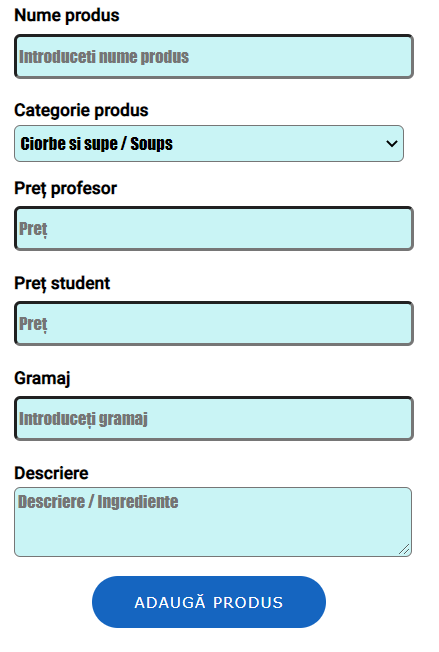 Nume produs
Introduceti nume produs
Categorie produs
Ciorbe si supe / Soups
Preț profesor
Preț
Preț student
Preț
Gramaj
Introduceți gramaj
Descriere
Descriere / Ingrediente
ADAUGĂ PRODUS